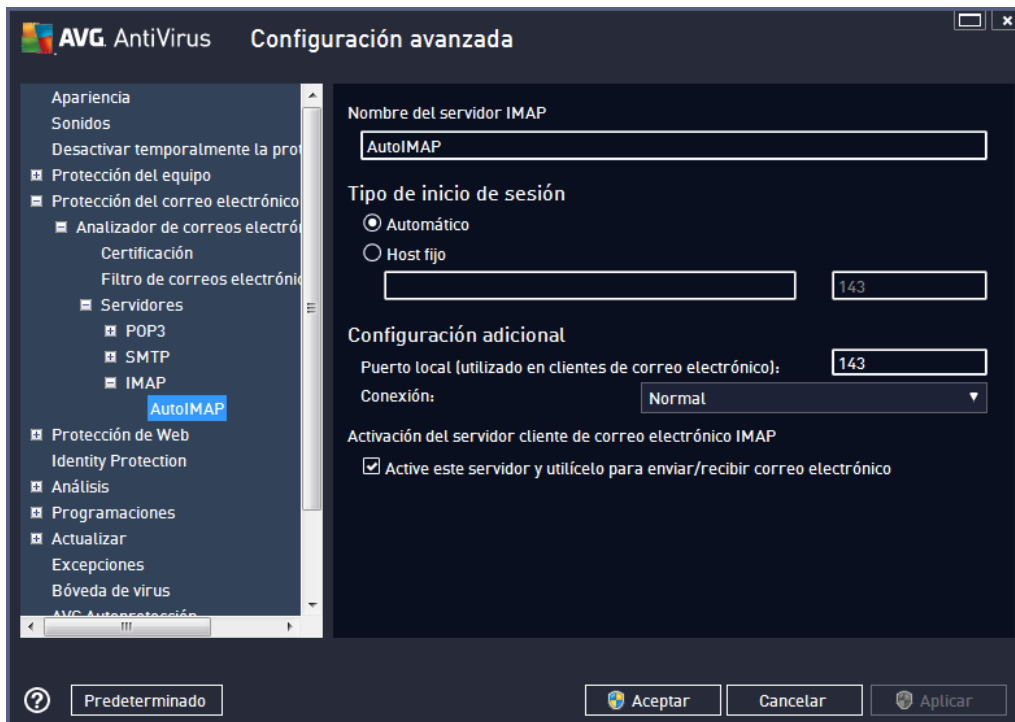 AVG. AntiVirus Configuración avanzada
Apariencia
Sonidos
Desactivar temporalmente la prot
Protección del equipo
Protección del correo electrónico
Analizador de correos electrón
Certificación
Filtro de correos electrónic
Servidores
POP3
SMTP
IMAP
AutoIMAP
Protección de Web
Identity Protection
Análisis
Programaciones
Actualizar
Excepciones
Bóveda de virus
AVG Autoprotección
Nombre del servidor IMAP
AutoIMAP
Tipo de inicio de sesión
Automático
Host fijo
143
Configuración adicional
Puerto local (utilizado en clientes de correo electrónico): 143
Conexión: Normal
Activación del servidor cliente de correo electrónico IMAP
Active este servidor y utilícelo para enviar/recibir correo electrónico
Predeterminado Aceptar Cancelar Aplicar